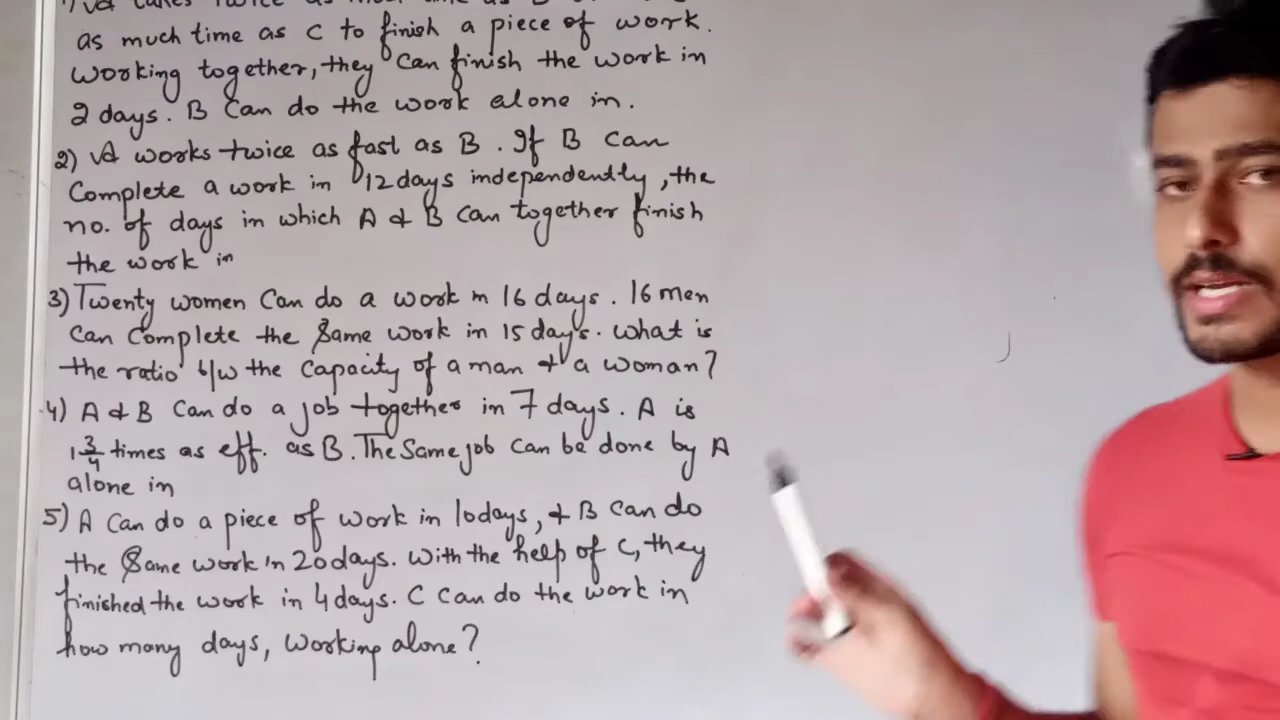 1) A takes twice as much time as B
as much time as C to finish a piece of work.
Working together, they can finish the work in
2 days. B can do the work alone in.
2) A works twice as fast as B. If B can
Complete a work in 12 days independently, the
no. of days in which A & B can together finish
the work in
3) Twenty women can do a work in 16 days. 16 men
can complete the same work in 15 days. What is
the ratio b/w the capacity of a man & a woman?
4) A & B can do a job together in 7 days. A is
1 3/4 times as eff. as B. The same job can be done by A
alone in
5) A can do a piece of work in 10 days, & B can do
the same work in 20 days. With the help of C, they
finished the work in 4 days. C can do the work in
how many days, working alone?